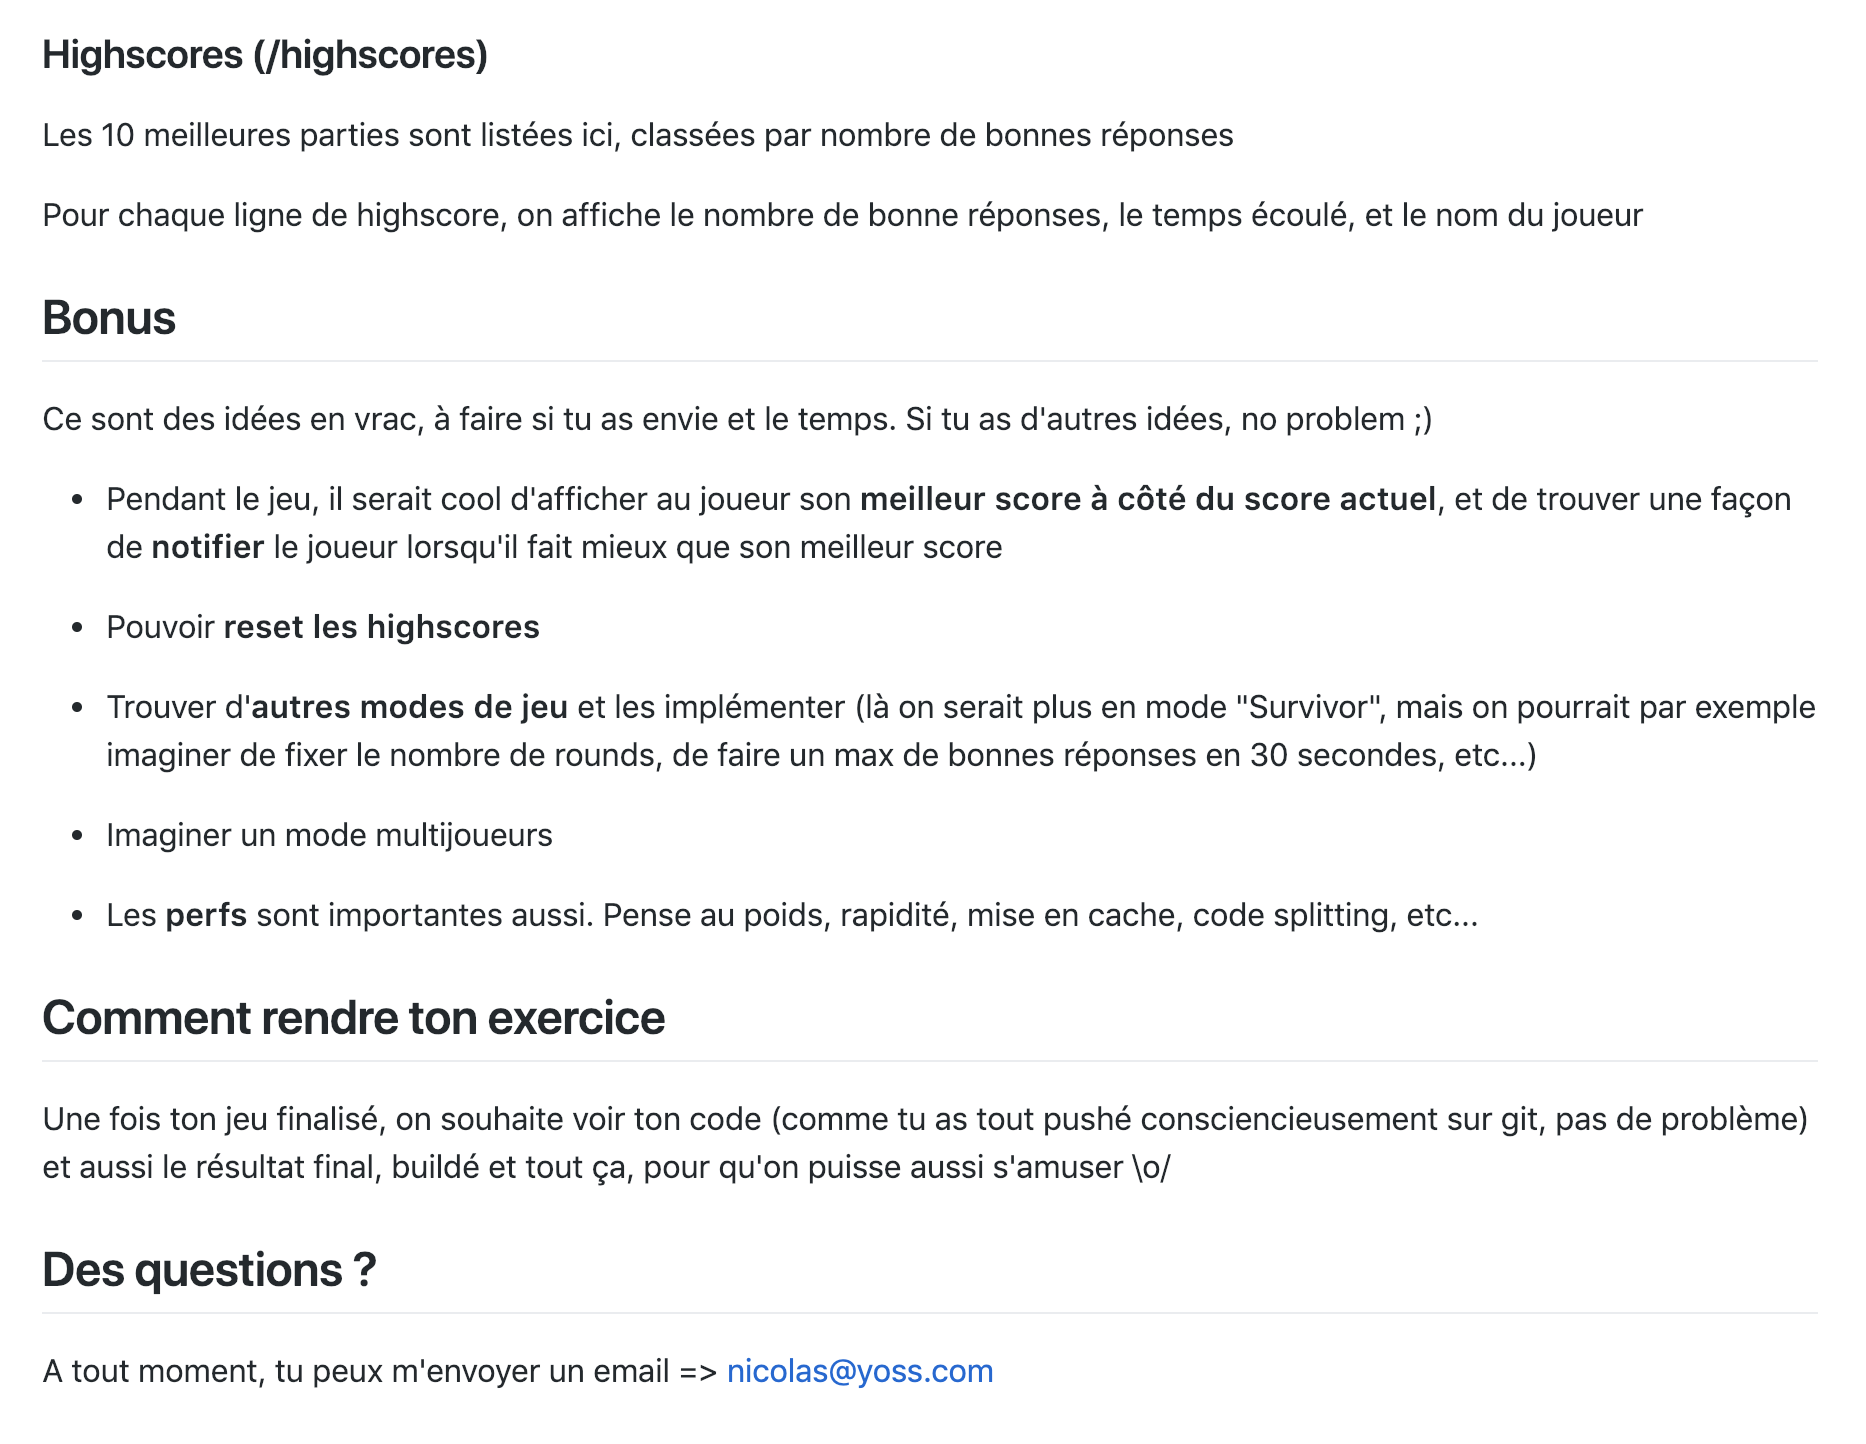 Highscores (/highscores)
Les 10 meilleures parties sont listées ici, classées par nombre de bonnes réponses
Pour chaque ligne de highscore, on affiche le nombre de bonne réponses, le temps écoulé, et le nom du joueur
Bonus
Ce sont des idées en vrac, à faire si tu as envie et le temps. Si tu as d'autres idées, no problem ;)
• Pendant le jeu, il serait cool d'afficher au joueur son meilleur score à côté du score actuel, et de trouver une façon
de notifier le joueur lorsqu'il fait mieux que son meilleur score
• Pouvoir reset les highscores
• Trouver d'autres modes de jeu et les implémenter (là on serait plus en mode "Survivor", mais on pourrait par exemple
imaginer de fixer le nombre de rounds, de faire un max de bonnes réponses en 30 secondes, etc...)
• Imaginer un mode multijoueurs
• Les perfs sont importantes aussi. Pense au poids, rapidité, mise en cache, code splitting, etc...
Comment rendre ton exercice
Une fois ton jeu finalisé, on souhaite voir ton code (comme tu as tout pushé consciencieusement sur git, pas de problème)
et aussi le résultat final, buildé et tout ça, pour qu'on puisse aussi s'amuser \o/
Des questions ?
A tout moment, tu peux m'envoyer un email => nicolas@yoss.com